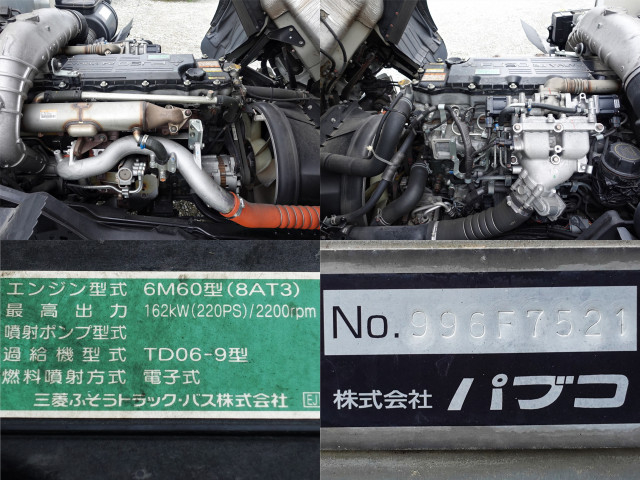 エンジン型式 6M60型(8AT3)
最高出力 162kW(220PS)/2200rpm
噴射ポンプ型式
過給機型式 TD06-9型
燃料噴射方式 電子式
三菱ふそうトラック・バス株式会社 EJ
No. 996F7521
株式会社 パブコ